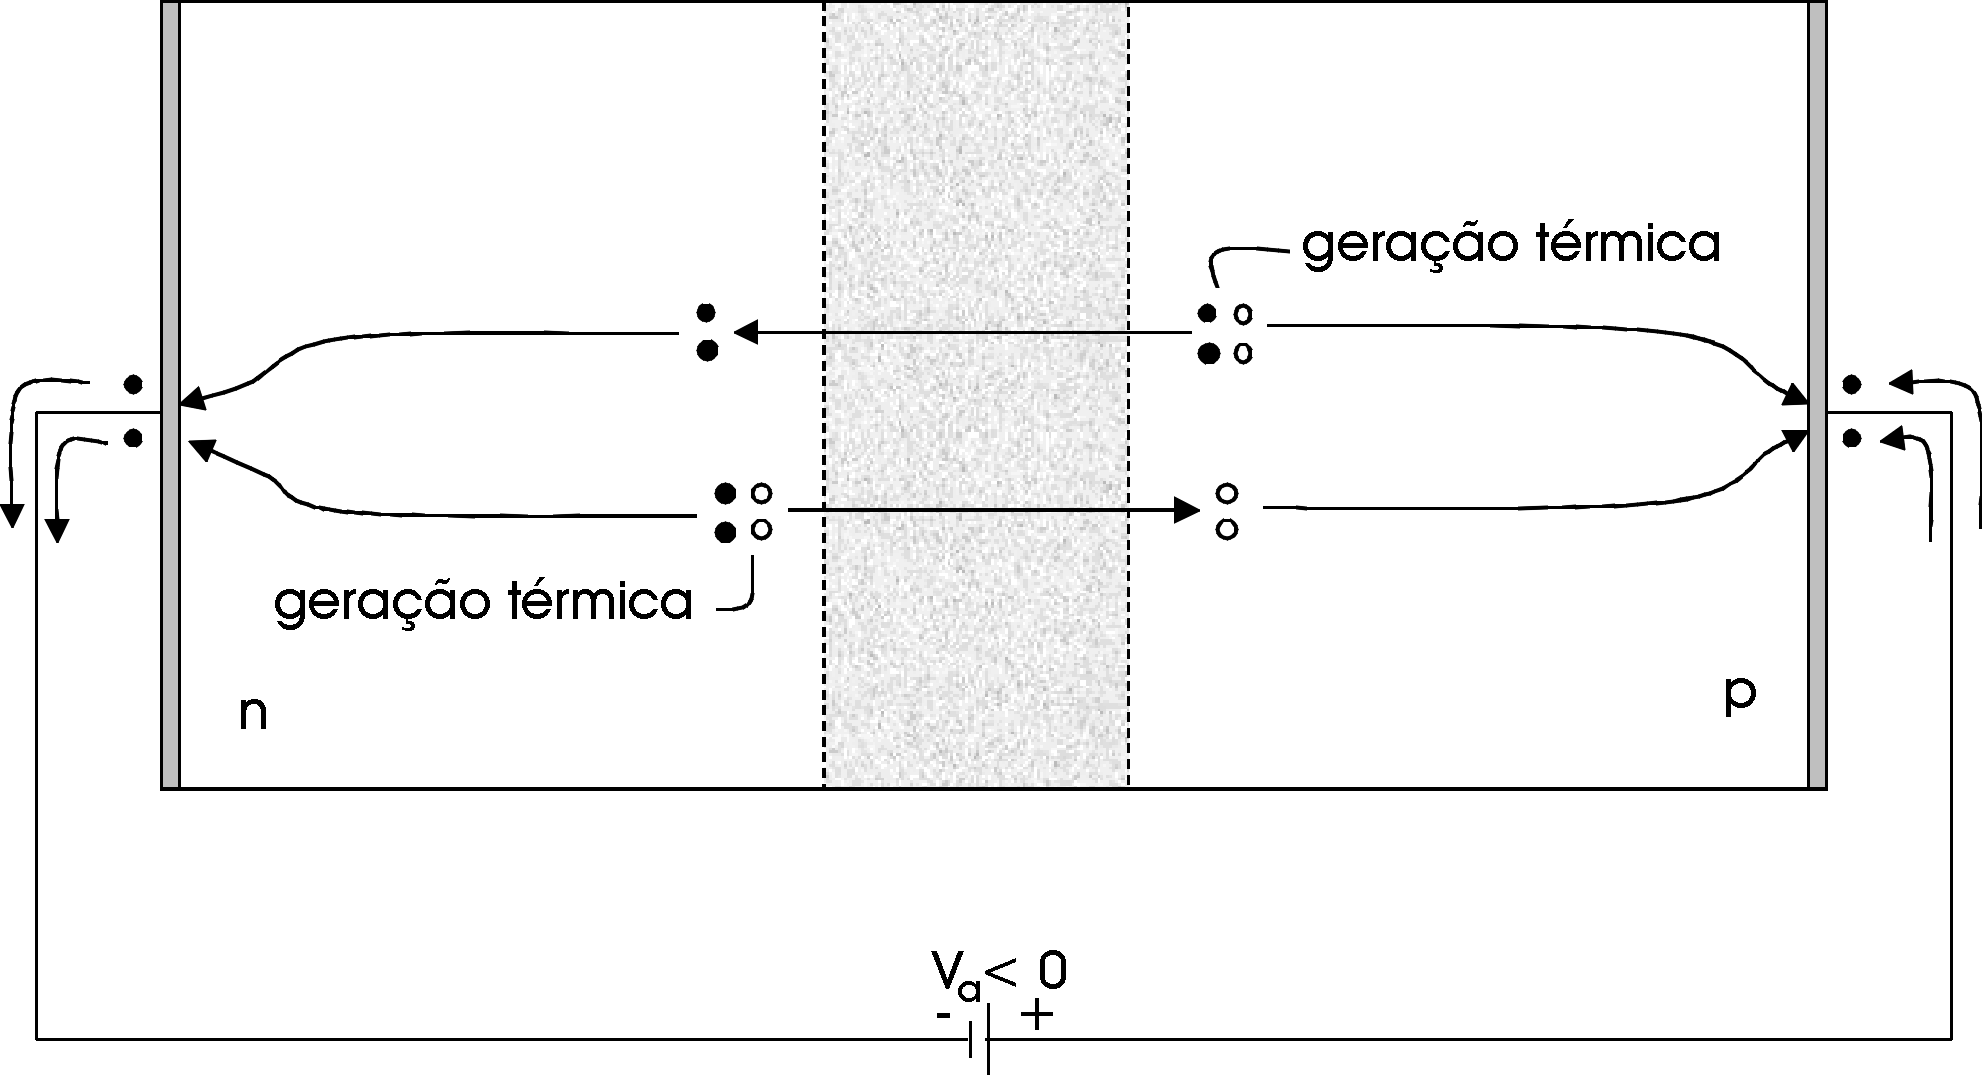 geração térmica
geração térmica
n
p
Va< 0
- +